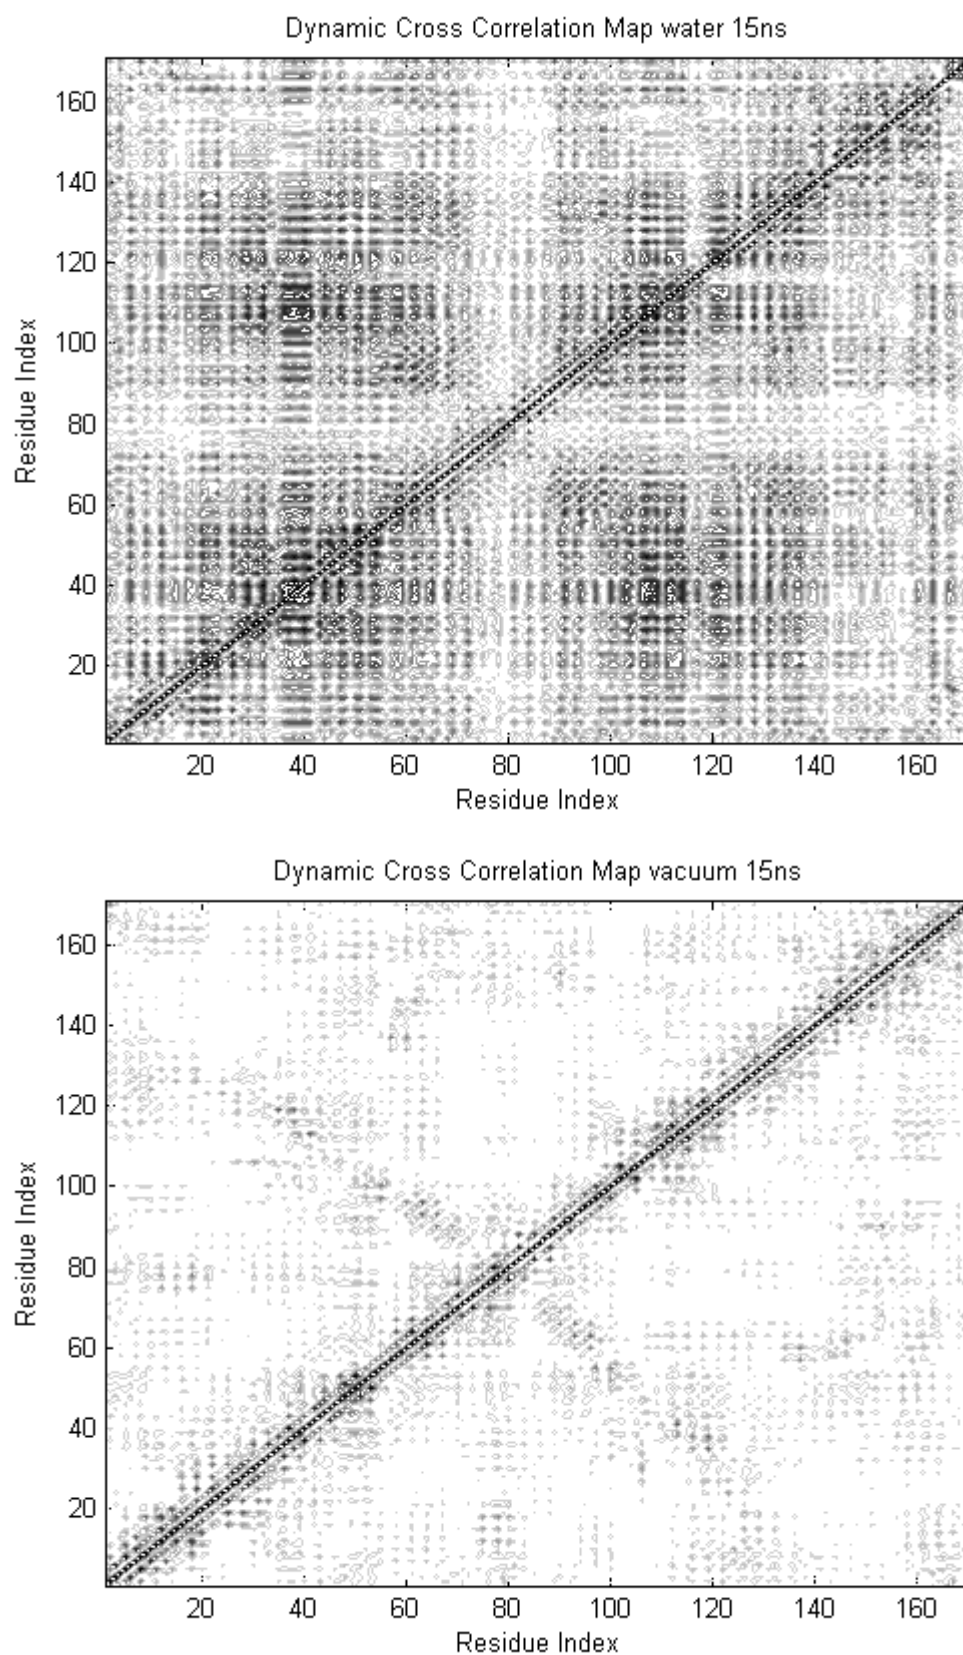 Dynamic Cross Correlation Map water 15ns
160
140
120
100
80
60
40
20
Residue Index
20 40 60 80 100 120 140 160
Residue Index
Dynamic Cross Correlation Map vacuum 15ns
160
140
120
100
80
60
40
20
Residue Index
20 40 60 80 100 120 140 160
Residue Index